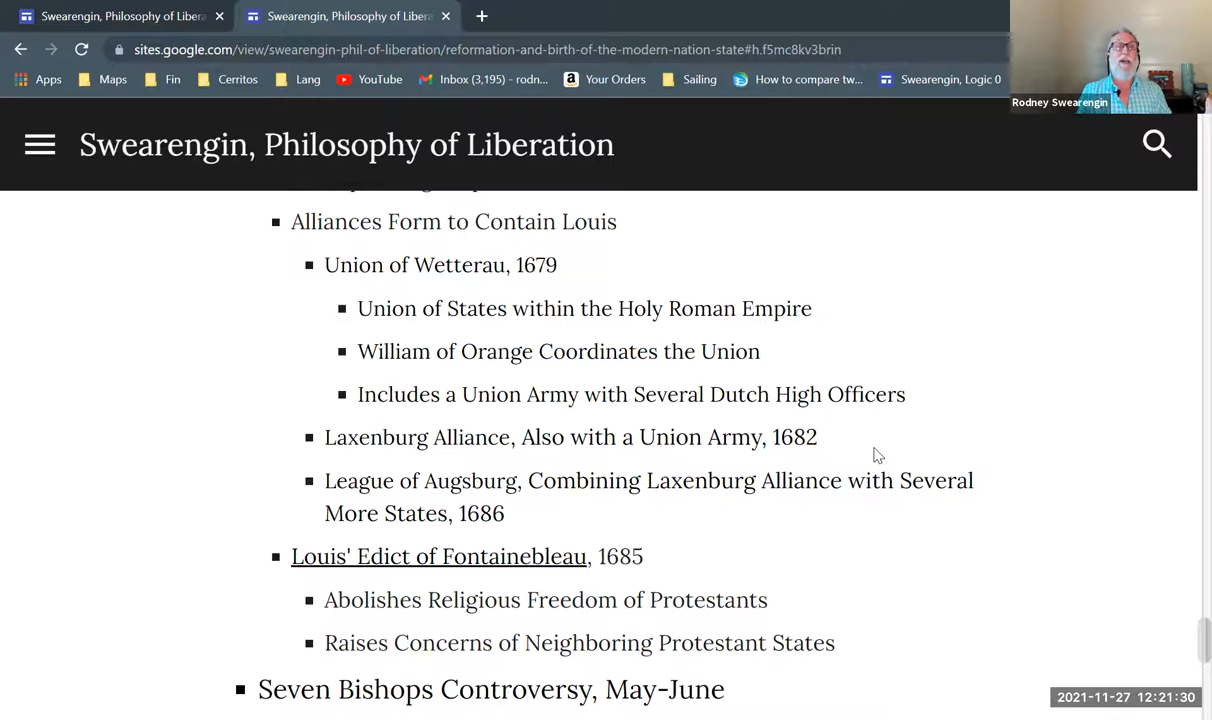 Swearengin, Philosophy of Libera
Swearengin, Philosophy of Libera
sites.google.com/view/swearengin-phil-of-liberation/reformation-and-birth-of-the-modern-nation-state#h.f5mc8kv3brin
Apps Maps Fin Cerritos Lang YouTube Inbox (3,195) - rodn... Your Orders Sailing How to compare tw... Swearengin, Logic 0
Rodney Swearengin
Swearengin, Philosophy of Liberation
Alliances Form to Contain Louis
Union of Wetterau, 1679
Union of States within the Holy Roman Empire
William of Orange Coordinates the Union
Includes a Union Army with Several Dutch High Officers
Laxenburg Alliance, Also with a Union Army, 1682
League of Augsburg, Combining Laxenburg Alliance with Several
More States, 1686
Louis' Edict of Fontainebleau, 1685
Abolishes Religious Freedom of Protestants
Raises Concerns of Neighboring Protestant States
Seven Bishops Controversy, May-June
2021-11-27 12:21:30